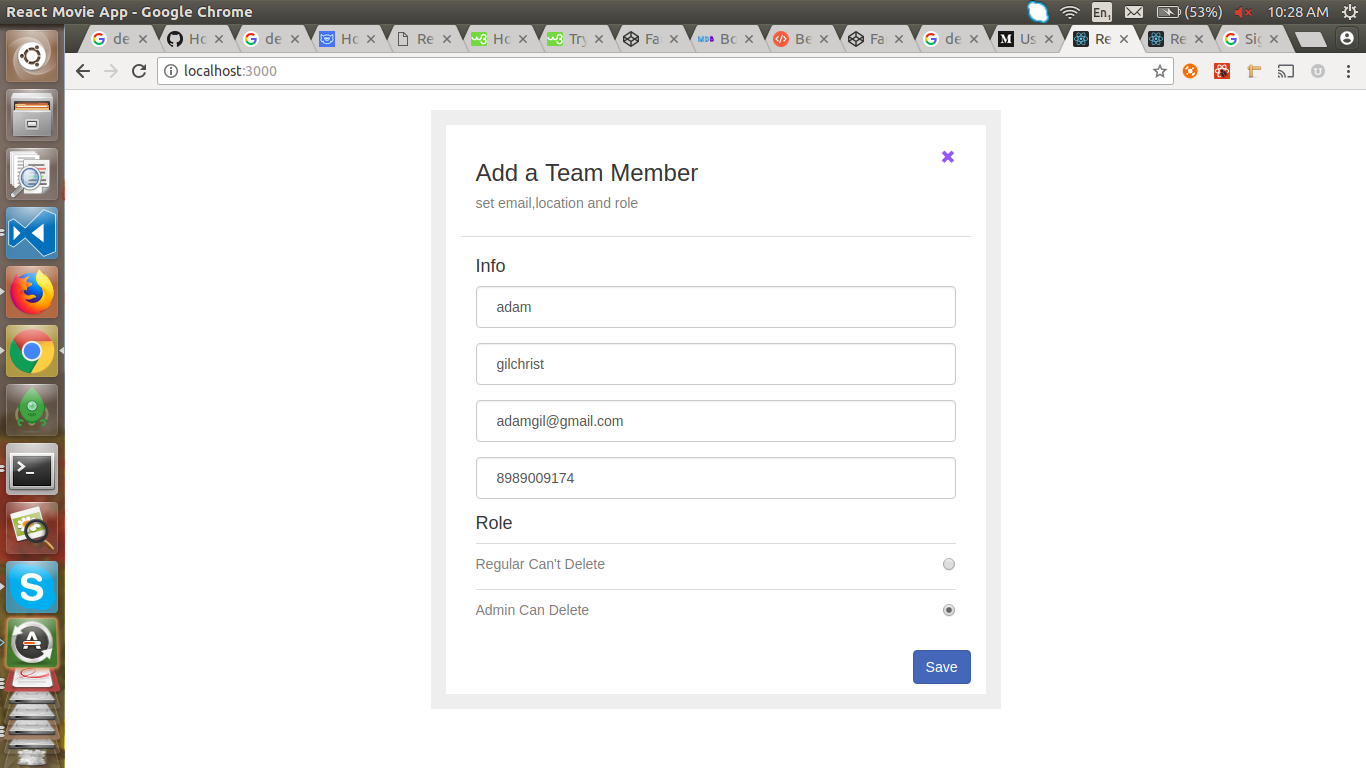 React Movie App - Google Chrome
En1 (53%) 10:28 AM
de Ho de Ho Re Ho Try Fa Bo Be Fa de Us Re Re Sig
localhost:3000
Add a Team Member
set email,location and role
Info
adam
gilchrist
adamgil@gmail.com
8989009174
Role
Regular Can't Delete
Admin Can Delete
Save